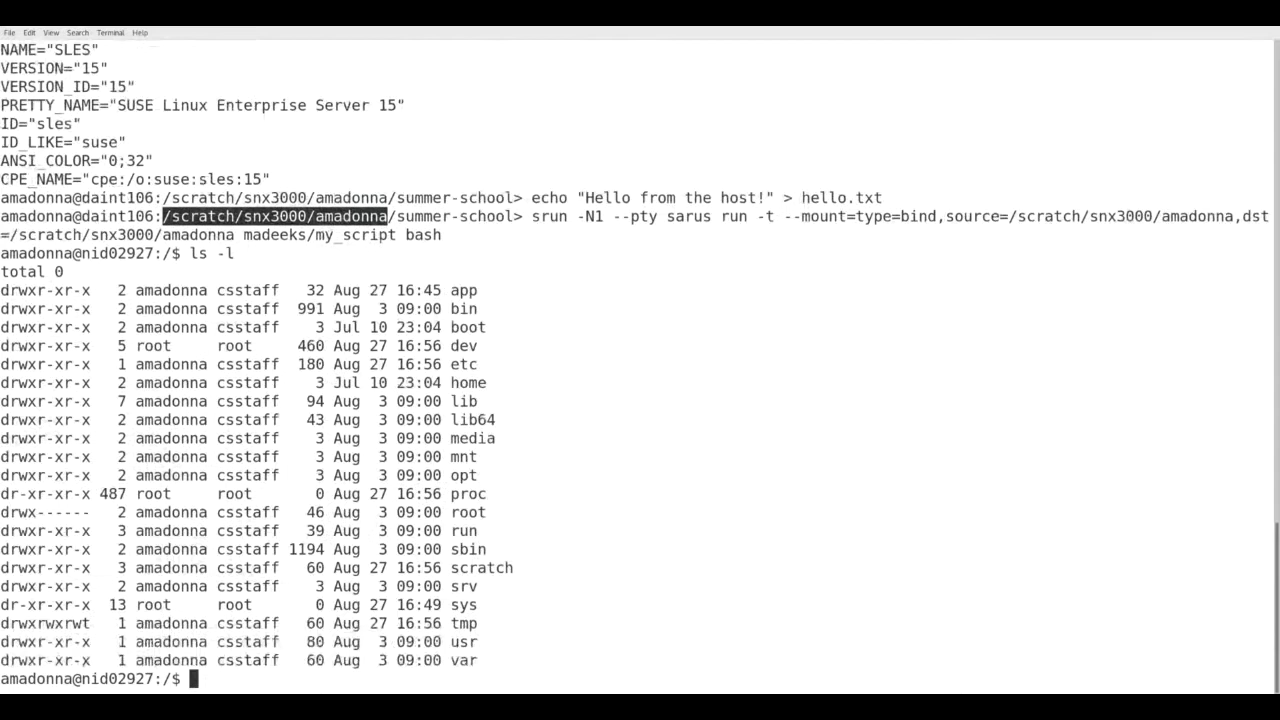 File Edit View Search Terminal Help
NAME="SLES"
VERSION="15"
VERSION_ID="15"
PRETTY_NAME="SUSE Linux Enterprise Server 15"
ID="sles"
ID_LIKE="suse"
ANSI_COLOR="0;32"
CPE_NAME="cpe:/o:suse:sles:15"
amadonna@daint106:/scratch/snx3000/amadonna/summer-school> echo "Hello from the host!" > hello.txt
amadonna@daint106:/scratch/snx3000/amadonna/summer-school> srun -N1 --pty sarus run -t --mount=type=bind,source=/scratch/snx3000/amadonna,dst
=/scratch/snx3000/amadonna madeeks/my_script bash
amadonna@nid02927:/$ ls -l
total 0
drwxr-xr-x   2 amadonna csstaff   32 Aug 27 16:45 app
drwxr-xr-x   2 amadonna csstaff  991 Aug  3 09:00 bin
drwxr-xr-x   2 amadonna csstaff    3 Jul 10 23:04 boot
drwxr-xr-x   5 root     root     460 Aug 27 16:56 dev
drwxr-xr-x   1 amadonna csstaff  180 Aug 27 16:56 etc
drwxr-xr-x   2 amadonna csstaff    3 Jul 10 23:04 home
drwxr-xr-x   7 amadonna csstaff   94 Aug  3 09:00 lib
drwxr-xr-x   2 amadonna csstaff   43 Aug  3 09:00 lib64
drwxr-xr-x   2 amadonna csstaff    3 Aug  3 09:00 media
drwxr-xr-x   2 amadonna csstaff    3 Aug  3 09:00 mnt
drwxr-xr-x   2 amadonna csstaff    3 Aug  3 09:00 opt
dr-xr-xr-x 487 root     root       0 Aug 27 16:56 proc
drwx------   2 amadonna csstaff   46 Aug  3 09:00 root
drwxr-xr-x   3 amadonna csstaff   39 Aug  3 09:00 run
drwxr-xr-x   2 amadonna csstaff 1194 Aug  3 09:00 sbin
drwxr-xr-x   3 amadonna csstaff   60 Aug 27 16:56 scratch
drwxr-xr-x   2 amadonna csstaff    3 Aug  3 09:00 srv
dr-xr-xr-x  13 root     root       0 Aug 27 16:49 sys
drwxrwxrwt   1 amadonna csstaff   60 Aug 27 16:56 tmp
drwxr-xr-x   1 amadonna csstaff   80 Aug  3 09:00 usr
drwxr-xr-x   1 amadonna csstaff   60 Aug  3 09:00 var
amadonna@nid02927:/$